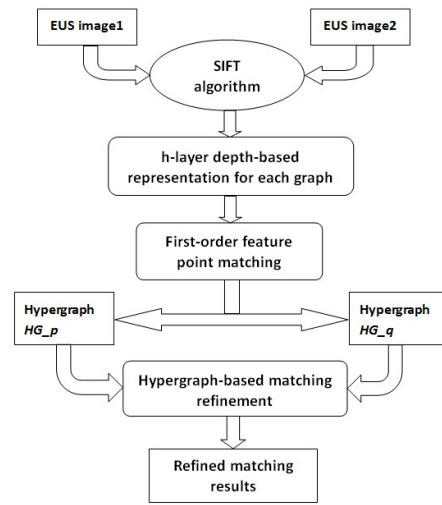 EUS image1
EUS image2
SIFT
algorithm
h-layer depth-based
representation for each graph
First-order feature
point matching
Hypergraph
HG_p
Hypergraph
HG_q
Hypergraph-based matching
refinement
Refined matching
results